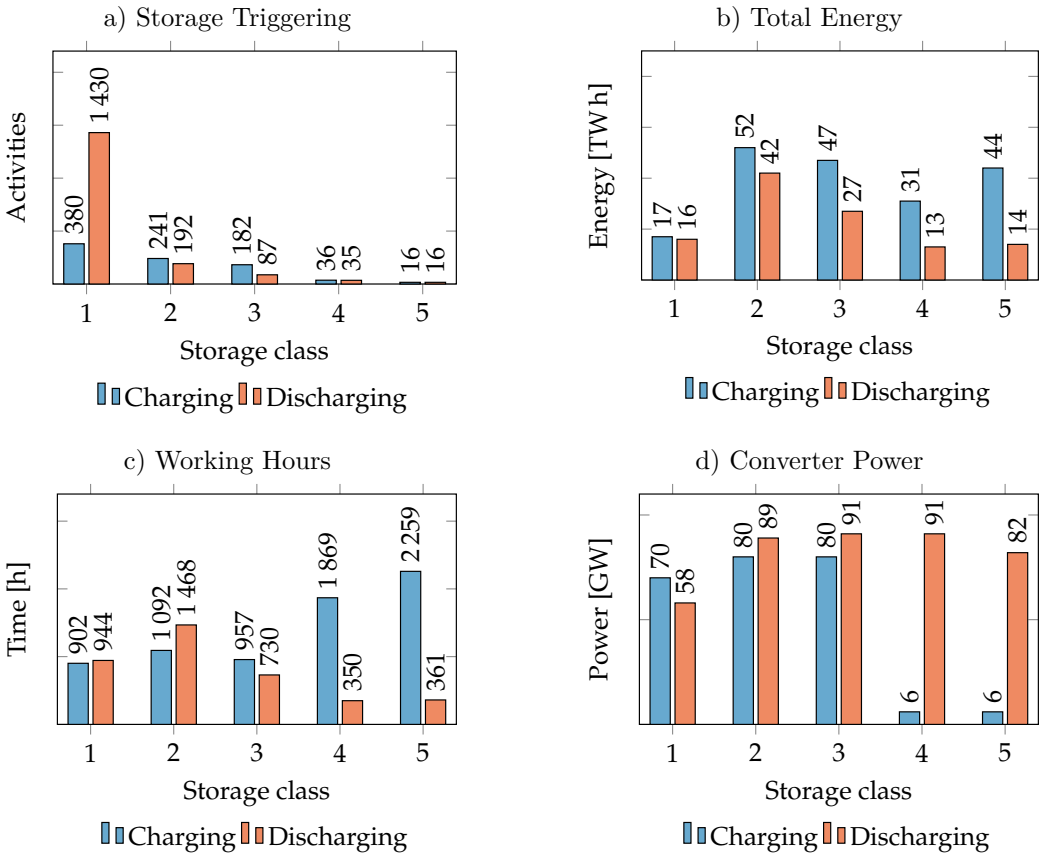 a) Storage Triggering
Activities
380
1 430
241
192
182
87
36
35
16
16
1 2 3 4 5
Storage class
Charging Discharging
b) Total Energy
Energy [TW h]
17
16
52
42
47
27
31
13
44
14
1 2 3 4 5
Storage class
Charging Discharging
c) Working Hours
Time [h]
902
944
1 092
1 468
957
730
1 869
350
2 259
361
1 2 3 4 5
Storage class
Charging Discharging
d) Converter Power
Power [GW]
70
58
80
89
80
91
6
91
6
82
1 2 3 4 5
Storage class
Charging Discharging